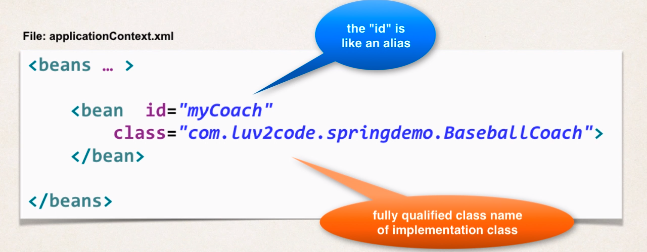 the "id" is
like an alias
File: applicationContext.xml
<beans … >
<bean id="myCoach"
class="com.luv2code.springdemo.BaseballCoach">
</bean>
</beans>
fully qualified class name
of implementation class